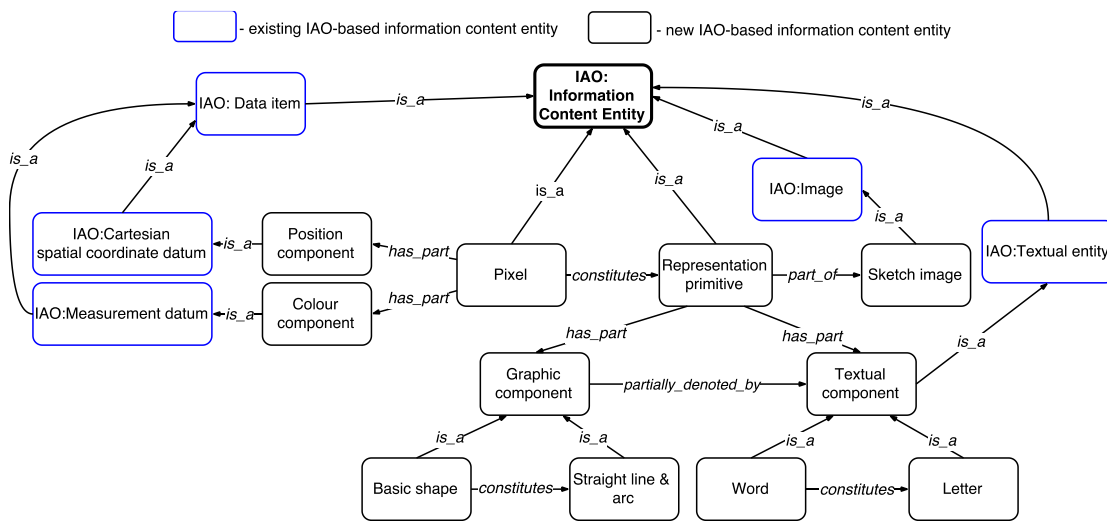 - existing IAO-based information content entity
- new IAO-based information content entity
IAO:
Information
Content Entity
IAO: Data item
is_a
is_a
is_a
is_a
is_a
is_a
is_a
IAO:Image
is_a
IAO:Cartesian
spatial coordinate datum
is_a
Position
component
has_part
Pixel
constitutes
Representation
primitive
part_of
Sketch image
IAO:Textual entity
IAO:Measurement datum
is_a
Colour
component
has_part
has_part
has_part
is_a
Graphic
component
partially_denoted_by
Textual
component
is_a
is_a
is_a
is_a
Basic shape
constitutes
Straight line &
arc
Word
constitutes
Letter